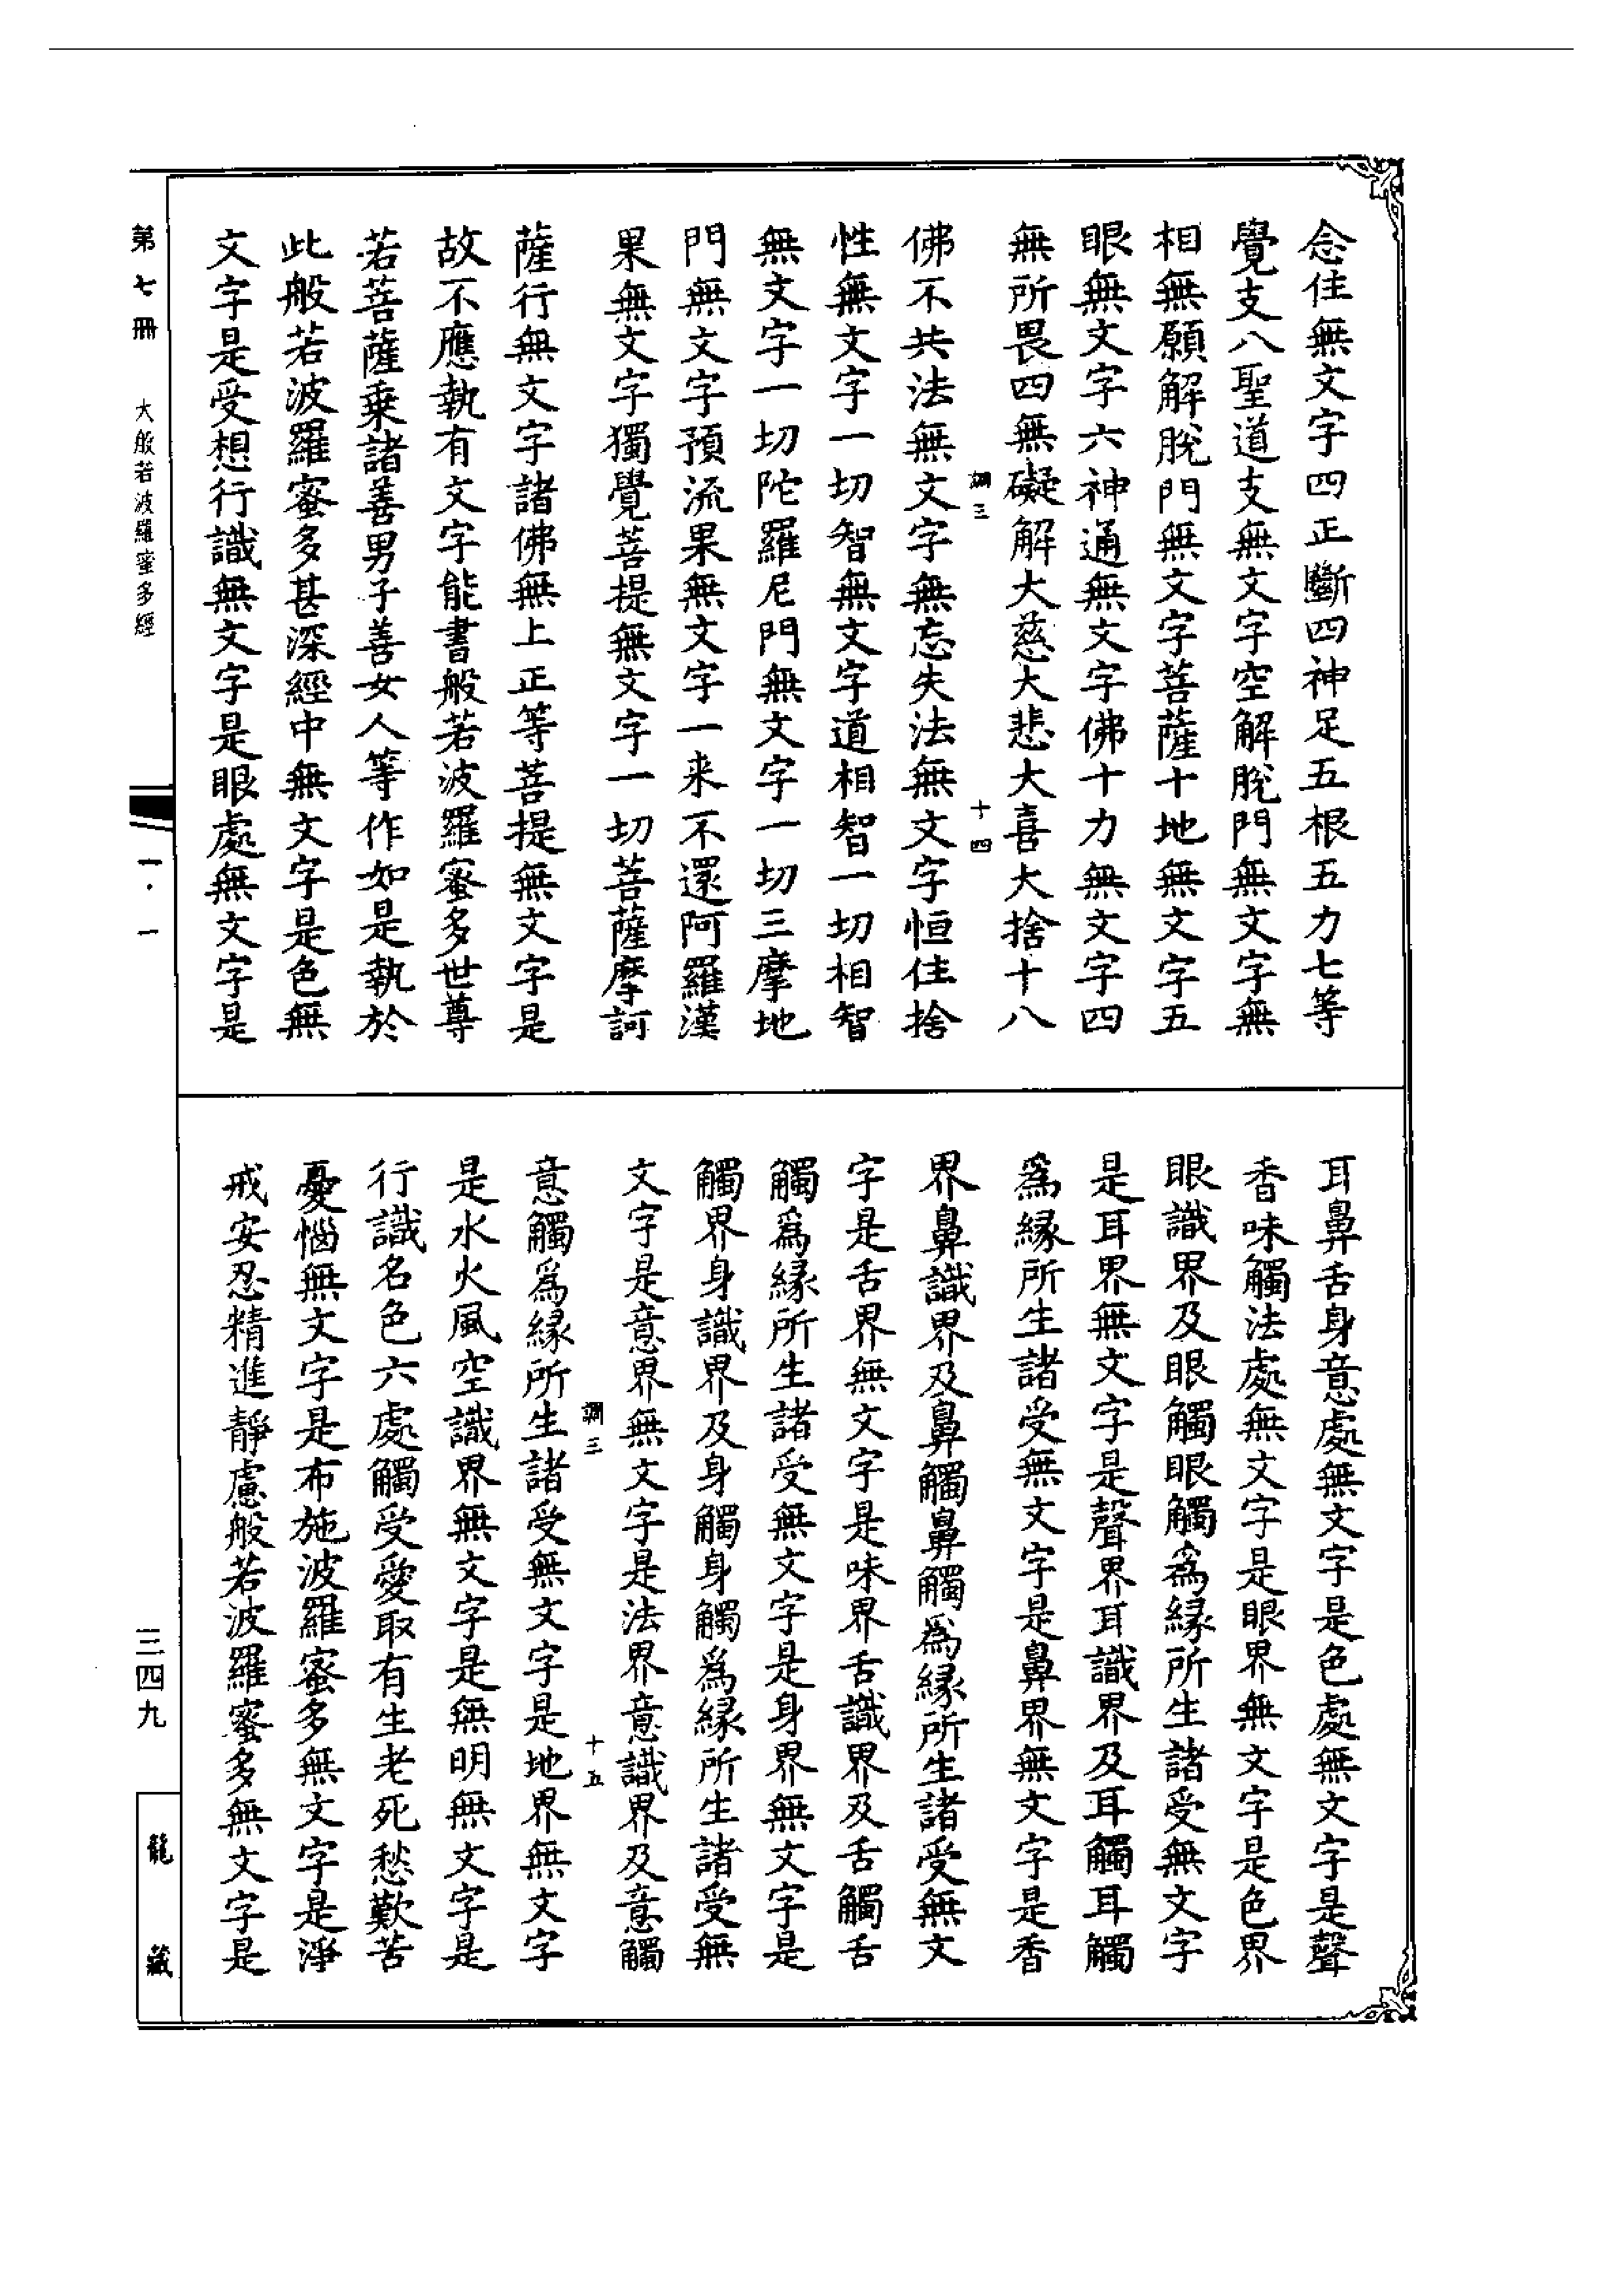 念住無文字四正斷四神足五根五力七等
覺支八聖道支無文字空解脫門無文字無
相無願解脫門無文字菩薩十地無文字五
眼無文字六神通無文字佛十力無文字四
無所畏四無礙解大慈大悲大喜大捨十八
調三
十四
佛不共法無文字無忘失法無文字恒住捨
性無文字一切智無文字道相智一切相智
無文字一切陀羅尼門無文字一切三摩地
門無文字預流果無文字一来不還阿羅漢
果無文字獨覺菩提無文字一切菩薩摩訶
薩行無文字諸佛無上正等菩提無文字是
故不應執有文字能書般若波羅蜜多世尊
若菩薩乗諸善男子善女人等作如是執於
此般若波羅蜜多甚深經中無文字是色無
文字是受想行識無文字是眼處無文字是
耳鼻舌身意處無文字是色處無文字是聲
香味觸法處無文字是眼界無文字是色界
眼識界及眼觸眼觸爲縁所生諸受無文字
是耳界無文字是聲界耳識界及耳觸耳觸
爲縁所生諸受無文字是鼻界無文字是香
界鼻識界及鼻觸鼻觸爲縁所生諸受無文
字是舌界無文字是味界舌識界及舌觸舌
觸爲縁所生諸受無文字是身界無文字是
觸界身識界及身觸身觸爲縁所生諸受無
文字是意界無文字是法界意識界及意觸
調三
十五
意觸爲縁所生諸受無文字是地界無文字
是水火風空識界無文字是無明無文字是
行識名色六處觸受愛取有生老死愁歎苦
憂惱無文字是布施波羅蜜多無文字是淨
戒安忍精進靜慮般若波羅蜜多無文字是
第七冊
大般若波羅蜜多經
一·一
三四九
龍藏